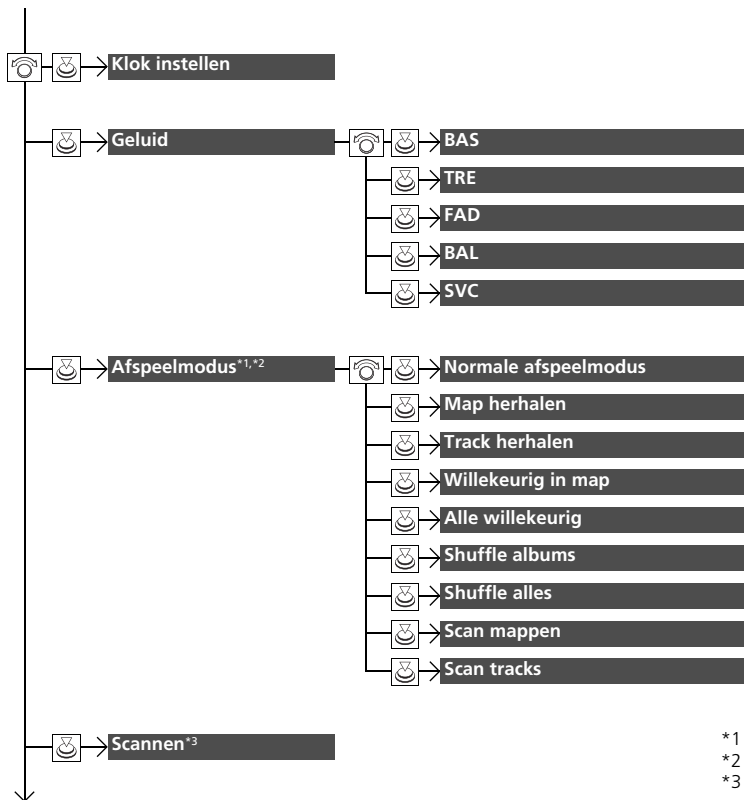 Klok instellen
Geluid
BAS
TRE
FAD
BAL
SVC
Afspeelmodus*1,*2
Normale afspeelmodus
Map herhalen
Track herhalen
Willekeurig in map
Alle willekeurig
Shuffle albums
Shuffle alles
Scan mappen
Scan tracks
Scannen*3
*1
*2
*3